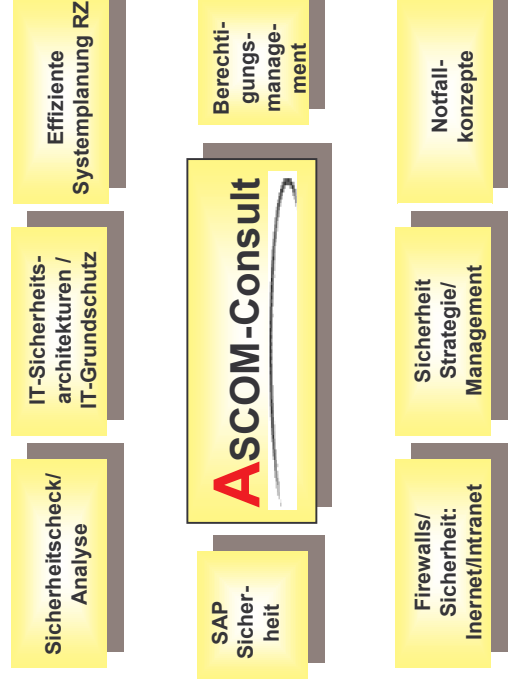 Sicherheitscheck/
Analyse
IT-Sicherheits-
architekturen /
IT-Grundschutz
Effiziente
Systemplanung RZ
SAP
Sicher-
heit
ASCOM-Consult
Berechti-
gungs-
manage-
ment
Firewalls/
Sicherheit:
Inernet/Intranet
Sicherheit
Strategie/
Management
Notfall-
konzepte